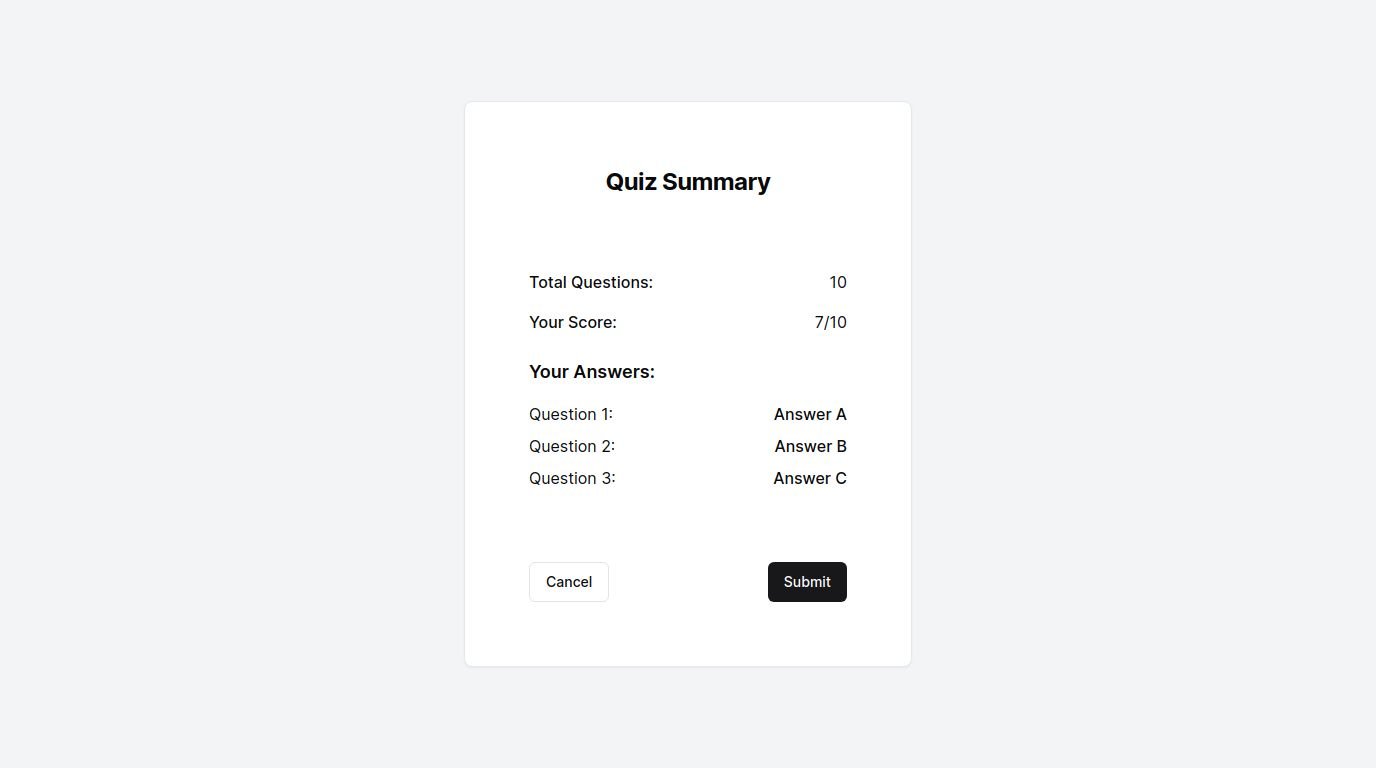 Quiz Summary
Total Questions: 10
Your Score: 7/10
Your Answers:
Question 1: Answer A
Question 2: Answer B
Question 3: Answer C
Cancel Submit